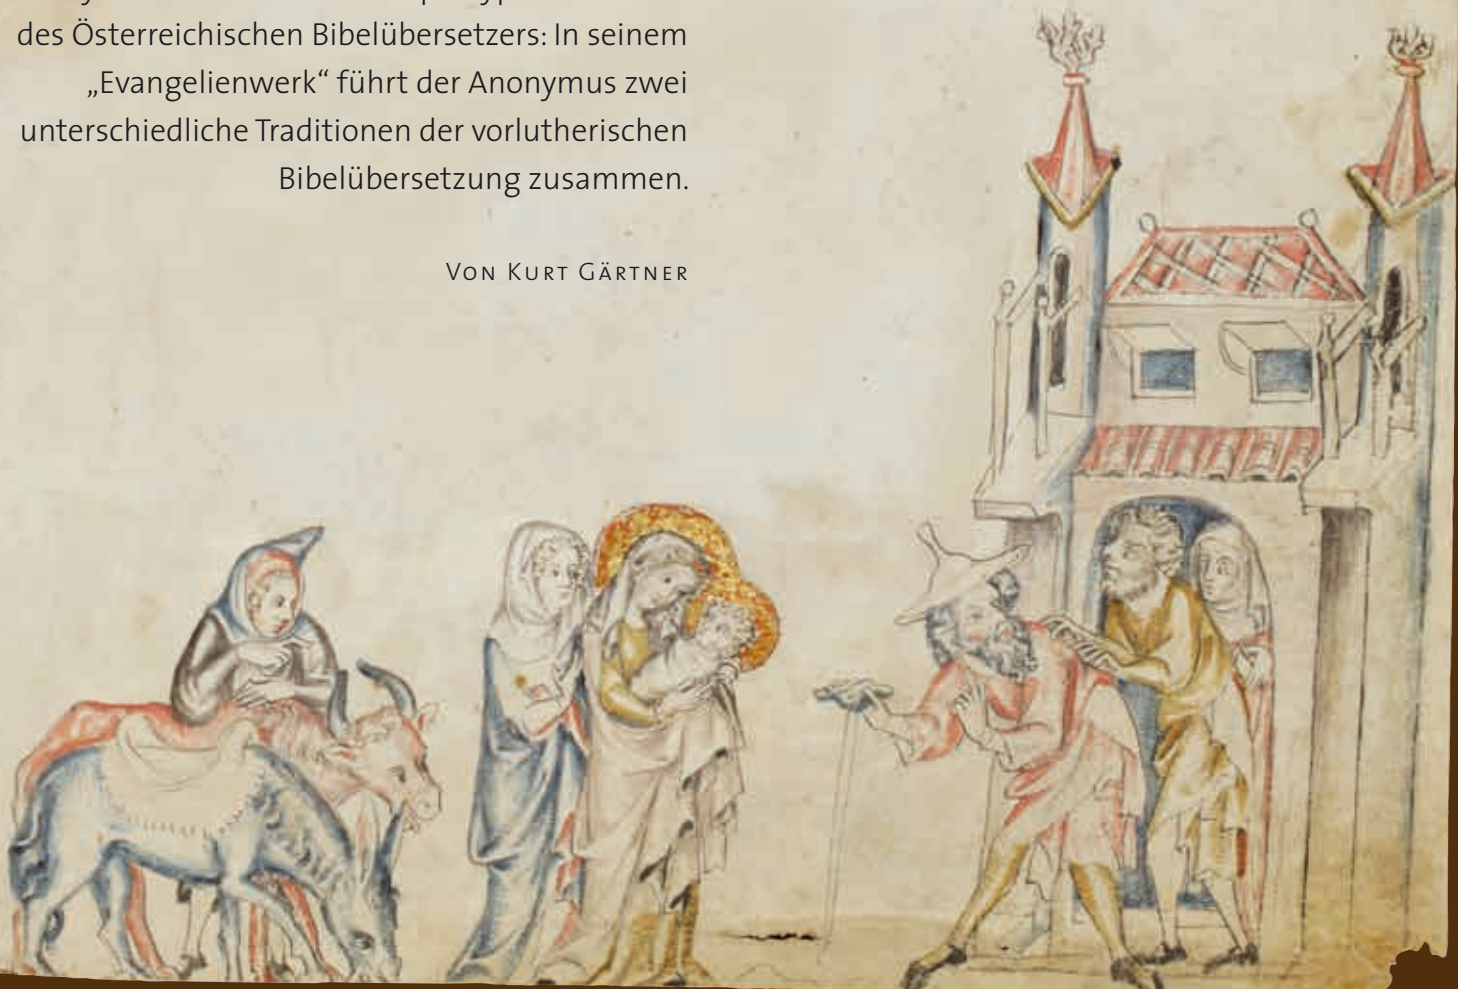 des Österreichischen Bibelübersetzers: In seinem
„Evangelienwerk“ führt der Anonymus zwei
unterschiedliche Traditionen der vorlutherischen
Bibelübersetzung zusammen.
Von Kurt Gärtner